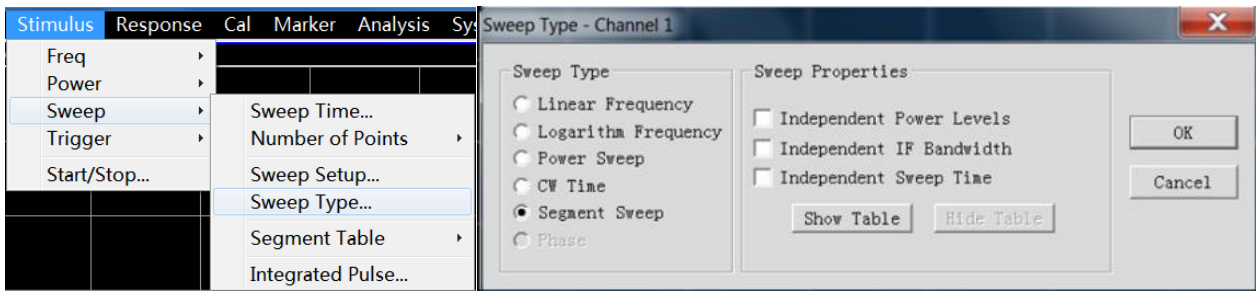 Stimulus Response Cal Marker Analysis Sys
Freq
Power
Sweep
Trigger
Start/Stop...
Sweep Time...
Number of Points
Sweep Setup...
Sweep Type...
Segment Table
Integrated Pulse...
Sweep Type - Channel 1
Sweep Type
Linear Frequency
Logarithm Frequency
Power Sweep
CW Time
Segment Sweep
Phase
Sweep Properties
Independent Power Levels
Independent IF Bandwidth
Independent Sweep Time
Show Table Hide Table
OK
Cancel